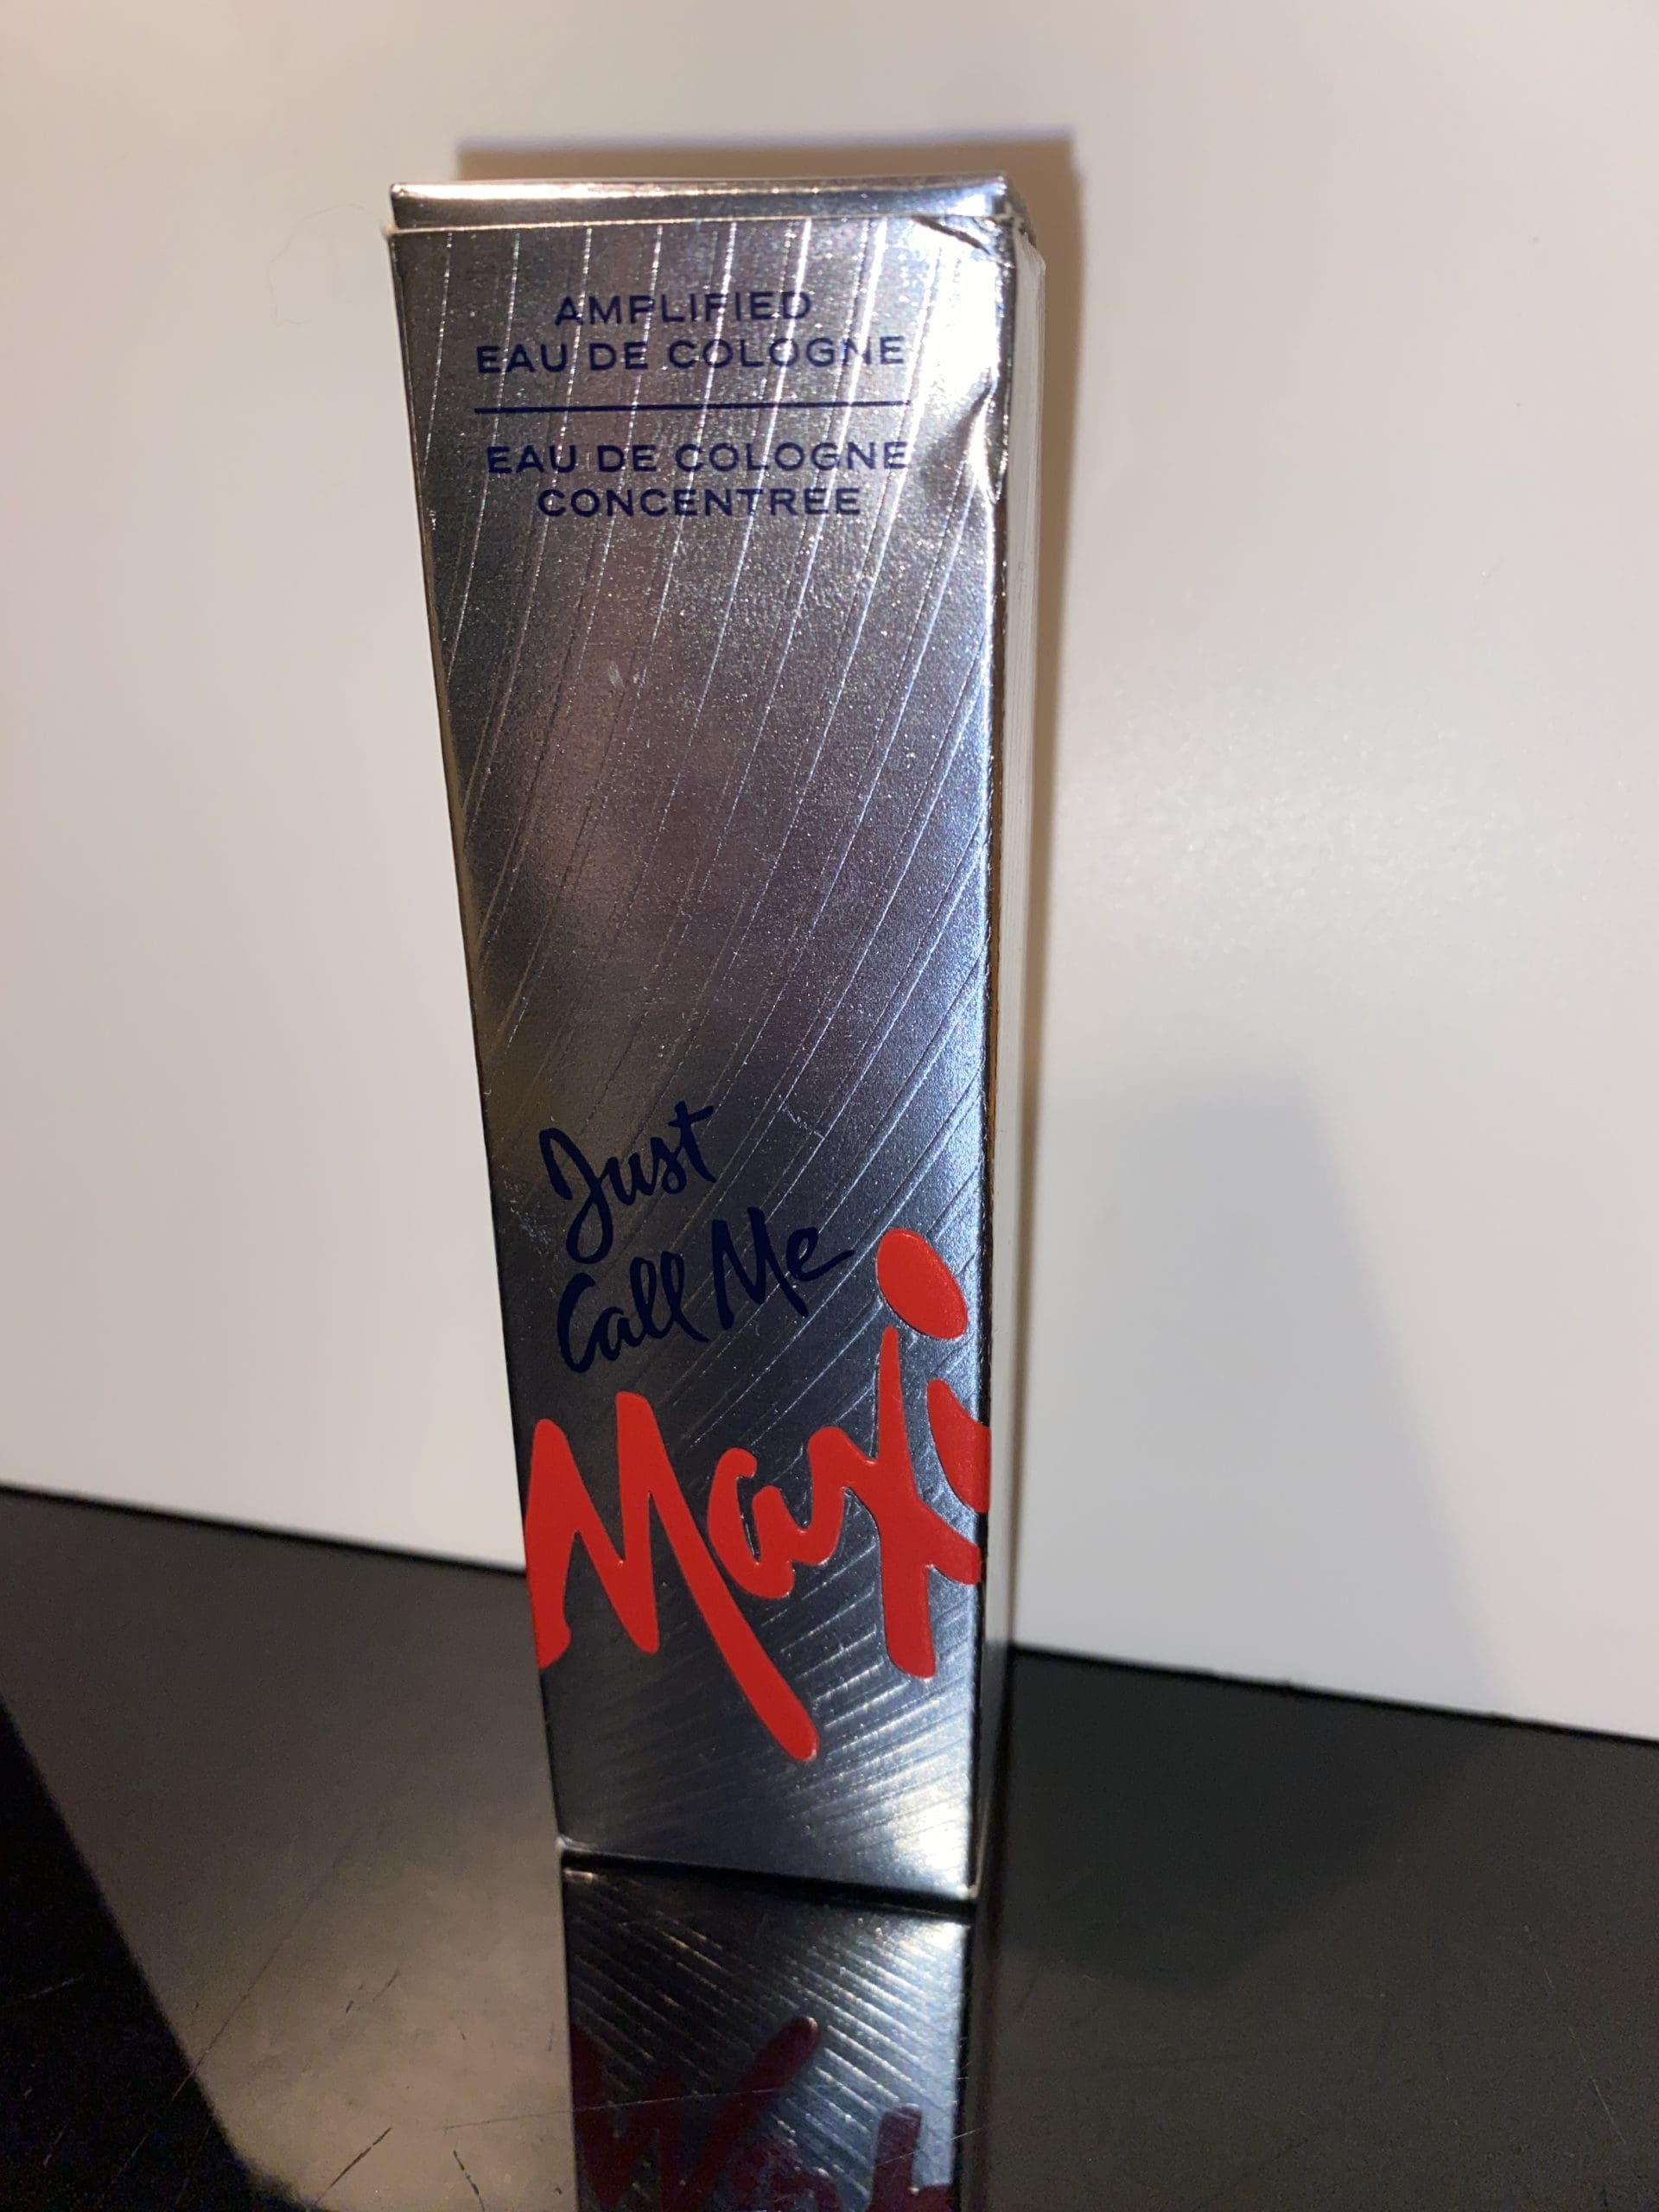 AMPLIFIED
EAU DE COLOGNE
EAU DE COLOGNE
CONCENTRÉE
Just
Call Me
Maxi